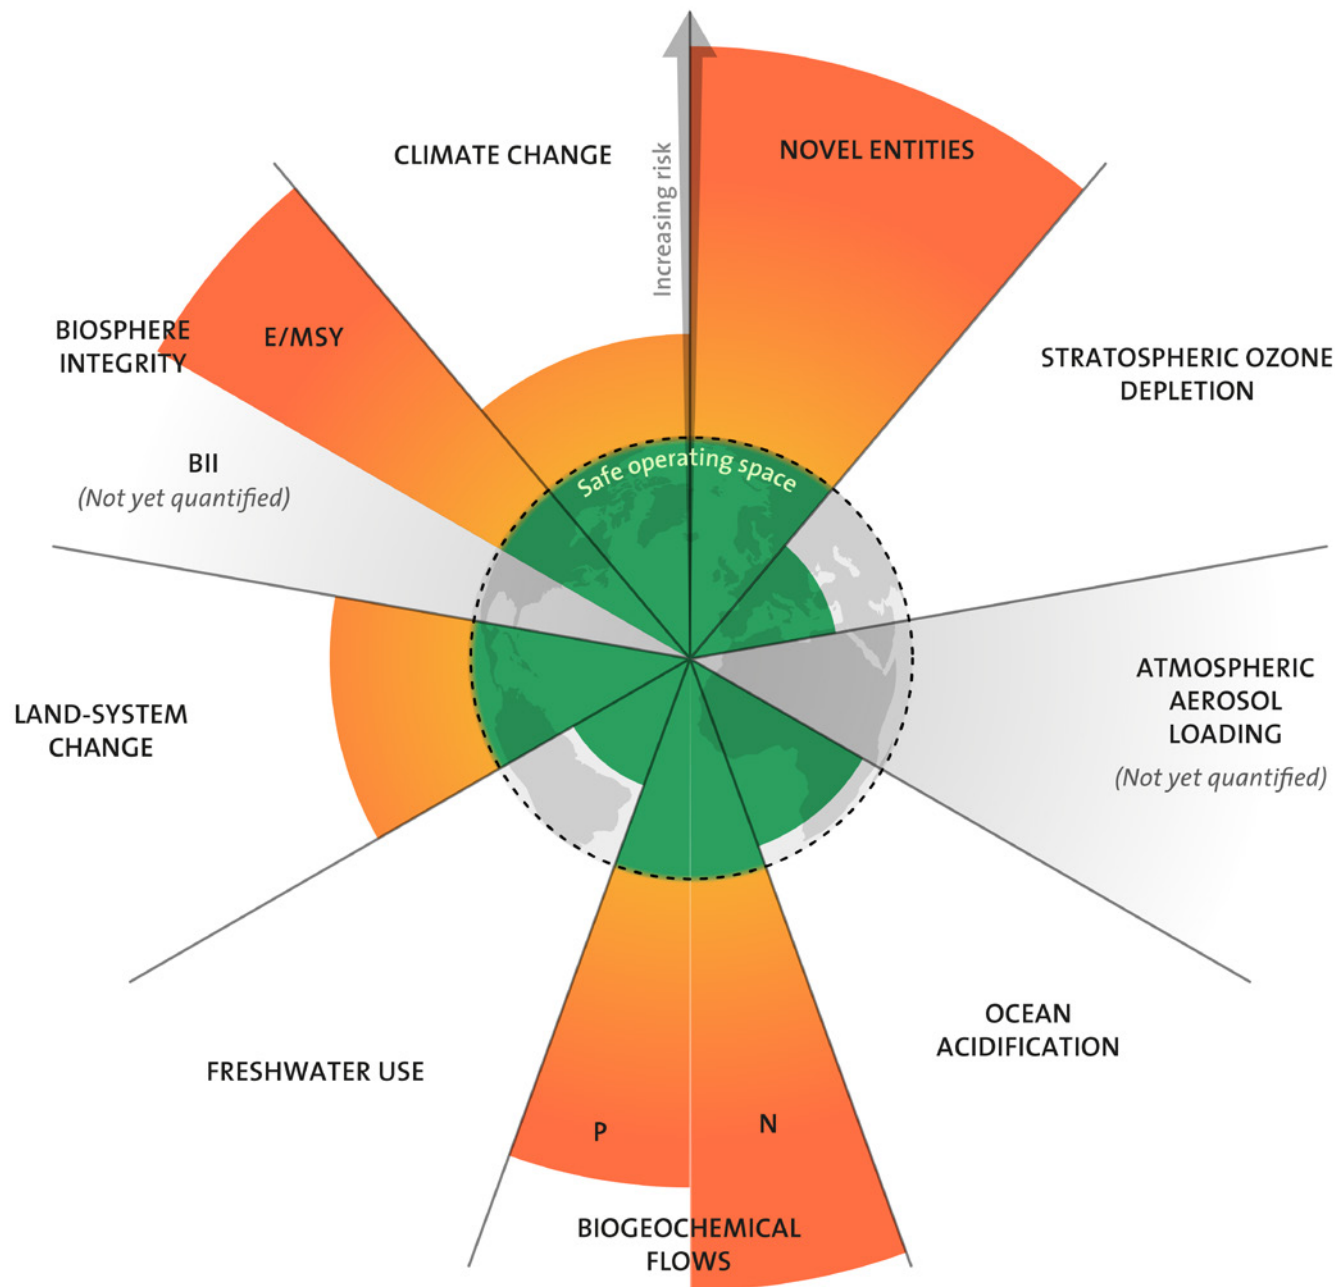 CLIMATE CHANGE
Increasing risk
NOVEL ENTITIES
STRATOSPHERIC OZONE
DEPLETION
BIOSPHERE
INTEGRITY
E/MSY
BII
(Not yet quantified)
Safe operating space
ATMOSPHERIC
AEROSOL
LOADING
(Not yet quantified)
LAND-SYSTEM
CHANGE
OCEAN
ACIDIFICATION
FRESHWATER USE
P
N
BIOGEOCHEMICAL
FLOWS